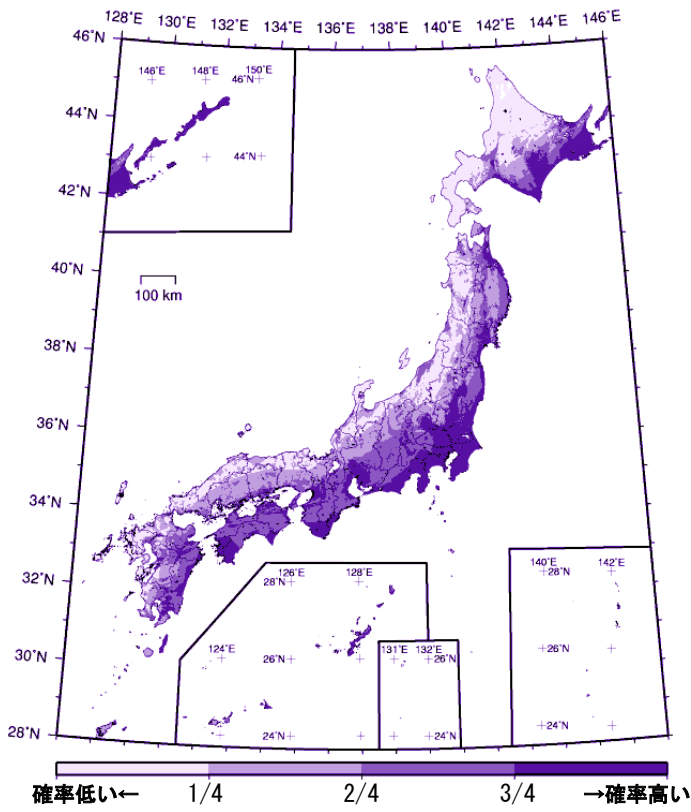 128°E 130°E 132°E 134°E 136°E 138°E 140°E 142°E 144°E 146°E
46°N
146°E 148°E 150°E
46°N
44°N
44°N
42°N
40°N
100 km
38°N
36°N
34°N
32°N
126°E 128°E
28°N
140°E 142°E
28°N
30°N
124°E
26°N
131°E 132°E
26°N
26°N
28°N
24°N
24°N
24°N
確率低い← 1/4 2/4 3/4 →確率高い